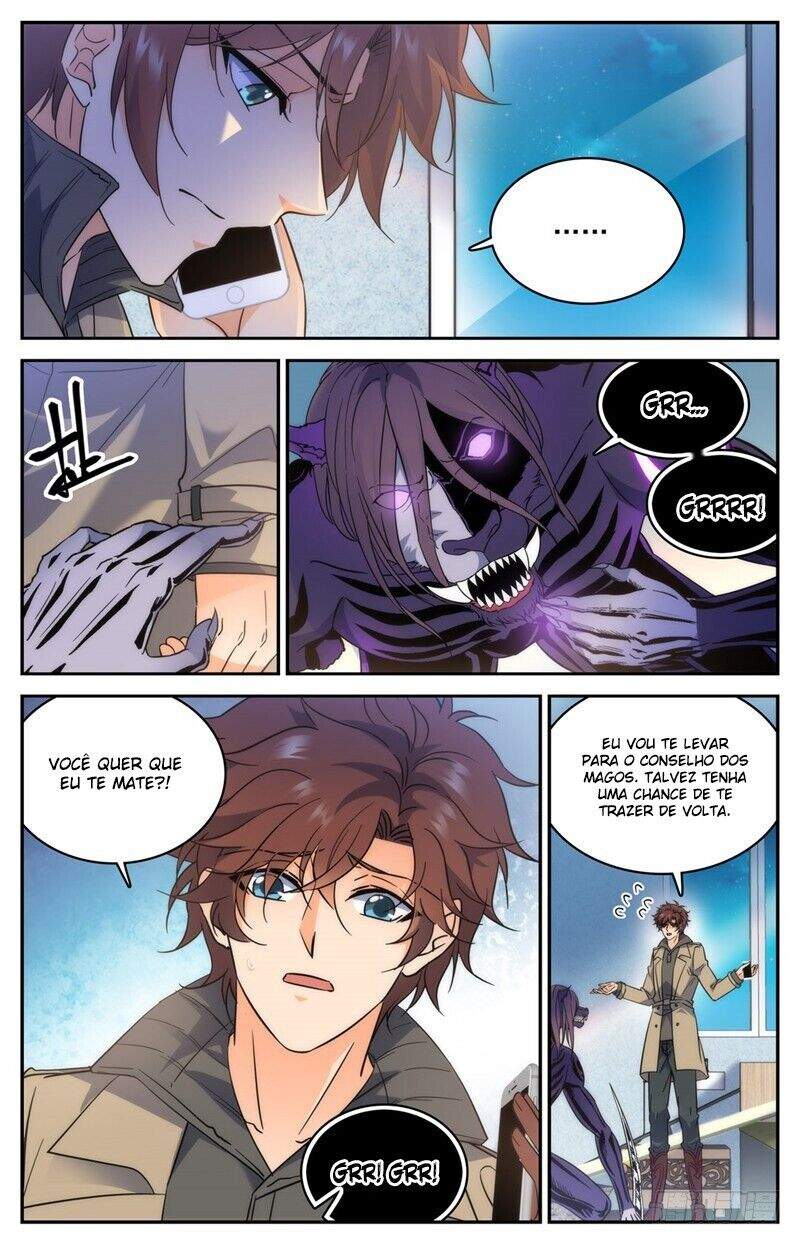 ......
GRR...
GRRRR!
VOCÊ QUER QUE
EU TE MATE?!
GRR! GRR!
EU VOU TE LEVAR
PARA O CONSELHO DOS
MAGOS. TALVEZ TENHA
UMA CHANCE DE TE
TRAZER DE VOLTA.